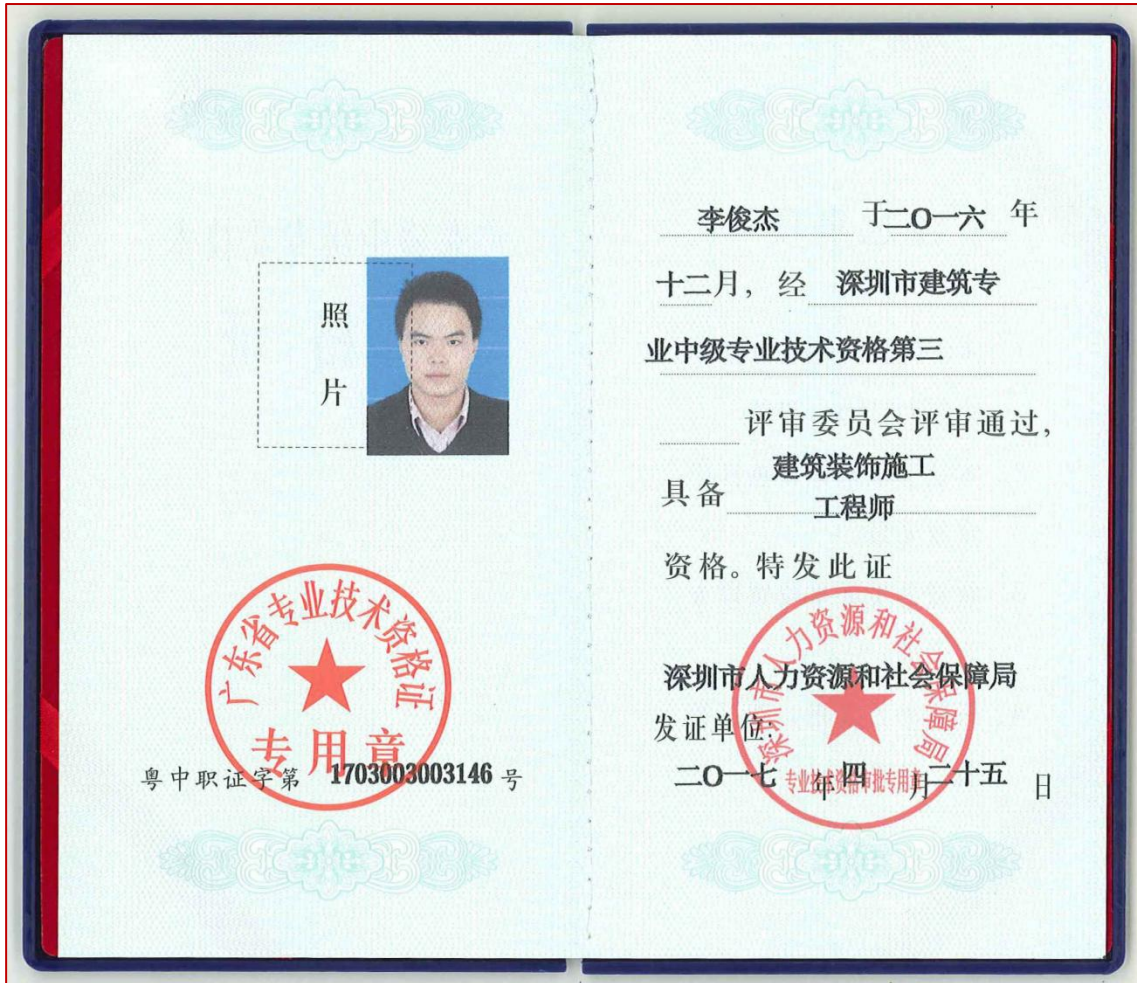 照
片
广东省专业技术资格证
专用章
粤中职证字第 1703003003146 号
李俊杰 于二〇一六 年
十二月，经 深圳市建筑专
业中级专业技术资格第三
评审委员会评审通过，
建筑装饰施工
具备 工程师
资格。特发此证
深圳市人力资源和社会保障局
深圳市人力资源和社会保障局
发证单位：
二〇一七 年 四 月 二十五 日
专业技术资格审批专用章